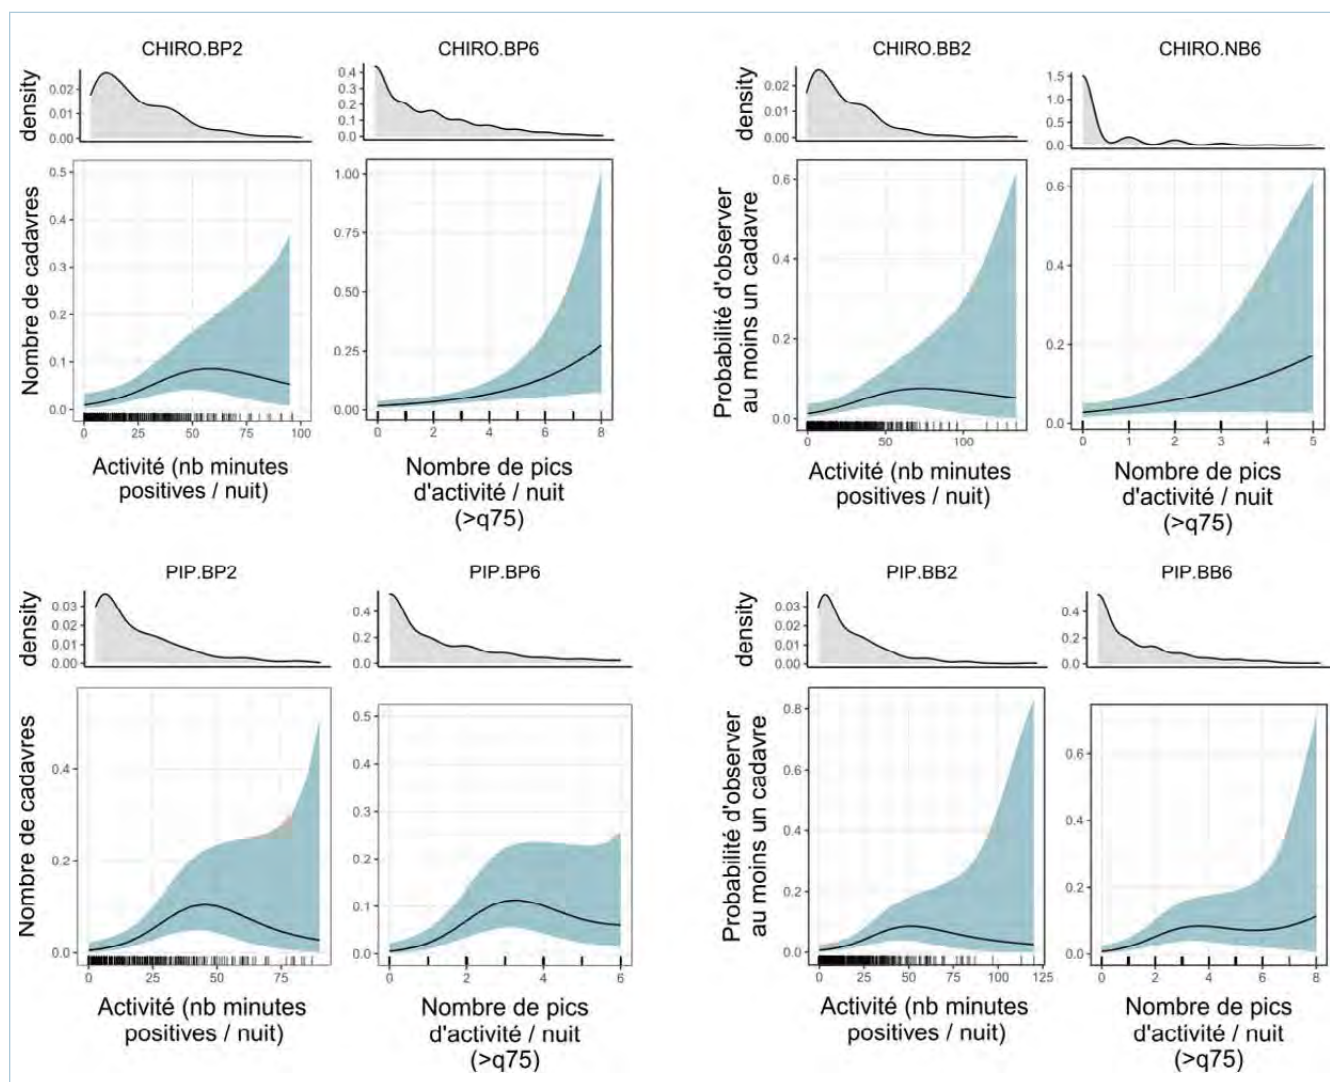 CHIRO.BP2
density
0.02
0.01
0.00
Nombre de cadavres
0.5
0.4
0.3
0.2
0.1
0.0
0 25 50 75 100
Activité (nb minutes
positives / nuit)
CHIRO.BP6
0.4
0.3
0.2
0.1
0.0
1.00
0.75
0.50
0.25
0.00
0 2 4 6 8
Nombre de pics
d'activité / nuit
(>q75)
CHIRO.BB2
density
0.02
0.01
0.00
Probabilité d'observer
au moins un cadavre
0.6
0.4
0.2
0.0
0 50 100
Activité (nb minutes
positives / nuit)
CHIRO.NB6
1.5
1.0
0.5
0.0
0.6
0.4
0.2
0.0
0 1 2 3 4 5
Nombre de pics
d'activité / nuit
(>q75)
PIP.BP2
density
0.03
0.02
0.01
0.00
Nombre de cadavres
0.4
0.2
0.0
0 25 50 75
Activité (nb minutes
positives / nuit)
PIP.BP6
0.4
0.2
0.0
0.5
0.4
0.3
0.2
0.1
0.0
0 2 4 6
Nombre de pics
d'activité / nuit
(>q75)
PIP.BB2
density
0.03
0.02
0.01
0.00
Probabilité d'observer
au moins un cadavre
0.8
0.6
0.4
0.2
0.0
0 25 50 75 100 125
Activité (nb minutes
positives / nuit)
PIP.BB6
0.4
0.2
0.0
0.6
0.4
0.2
0.0
0 2 4 6 8
Nombre de pics
d'activité / nuit
(>q75)